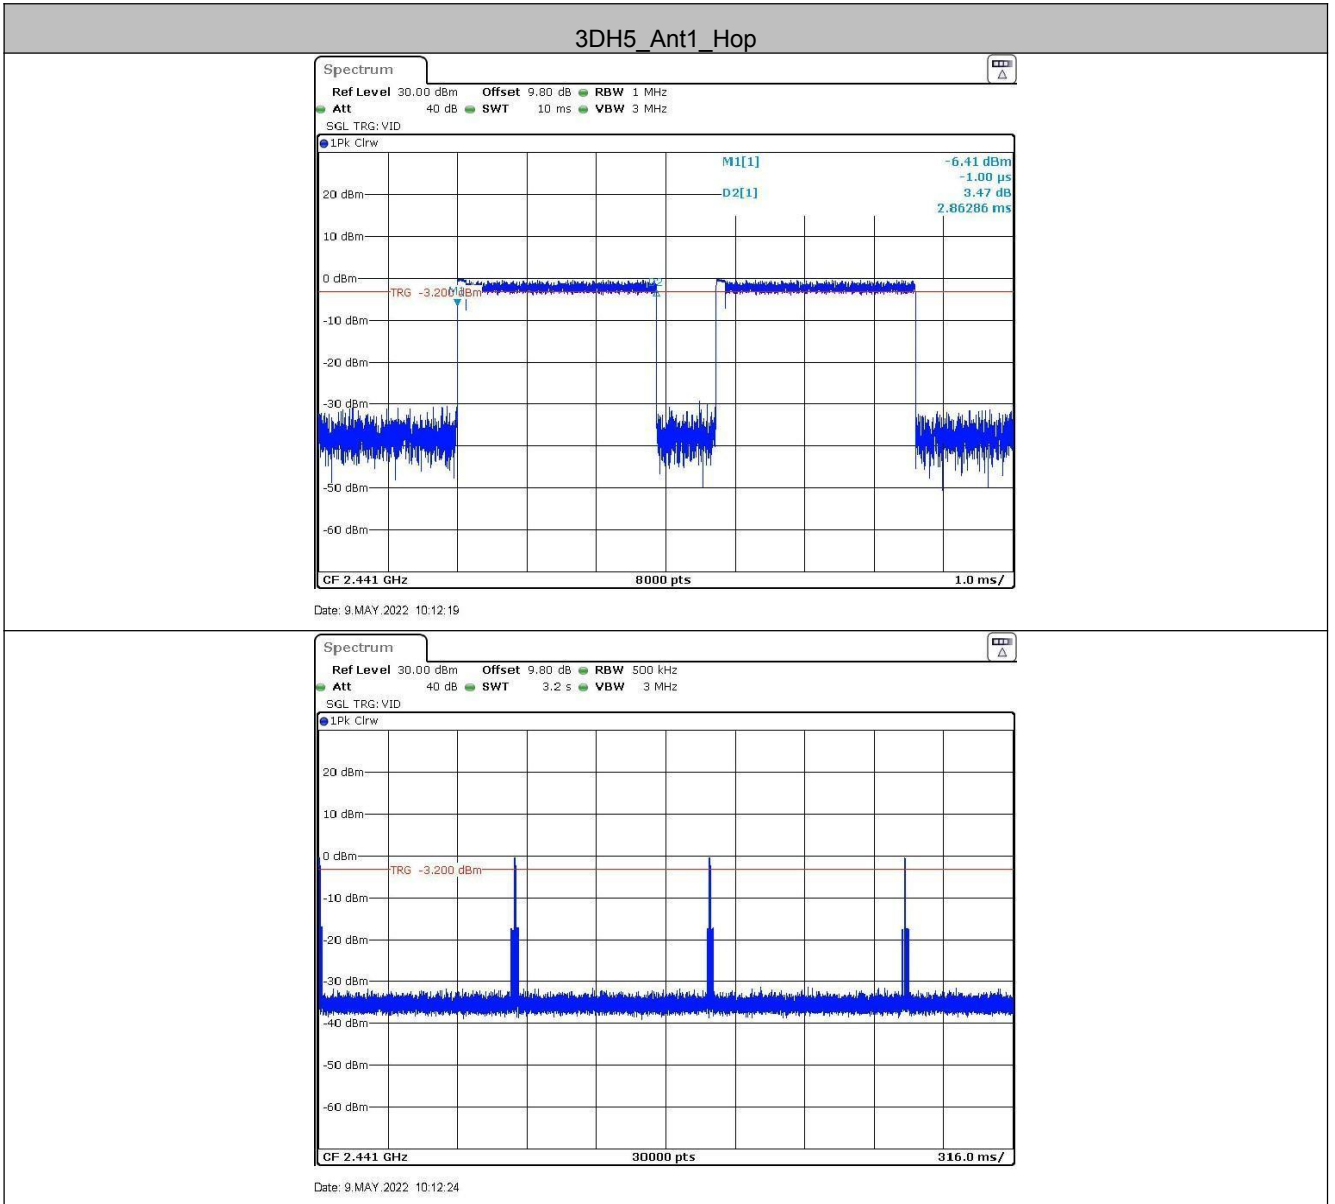 3DH5_Ant1_Hop
Spectrum
Ref Level 30.00 dBm Offset 9.80 dB RBW 1 MHz
Att 40 dB SWT 10 ms VBW 3 MHz
SGL TRG: VID
1Pk Clrw
M1[1] -6.41 dBm
-1.00 µs
D2[1] 3.47 dB
2.86286 ms
20 dBm
10 dBm
0 dBm
TRG -3.200 dBm
-10 dBm
-20 dBm
-30 dBm
-50 dBm
-60 dBm
CF 2.441 GHz 8000 pts 1.0 ms/
Date: 9.MAY.2022 10:12:19
Spectrum
Ref Level 30.00 dBm Offset 9.80 dB RBW 500 kHz
Att 40 dB SWT 3.2 s VBW 3 MHz
SGL TRG: VID
1Pk Clrw
20 dBm
10 dBm
0 dBm
TRG -3.200 dBm
-10 dBm
-20 dBm
-30 dBm
-40 dBm
-50 dBm
-60 dBm
CF 2.441 GHz 30000 pts 316.0 ms/
Date: 9.MAY.2022 10:12:24